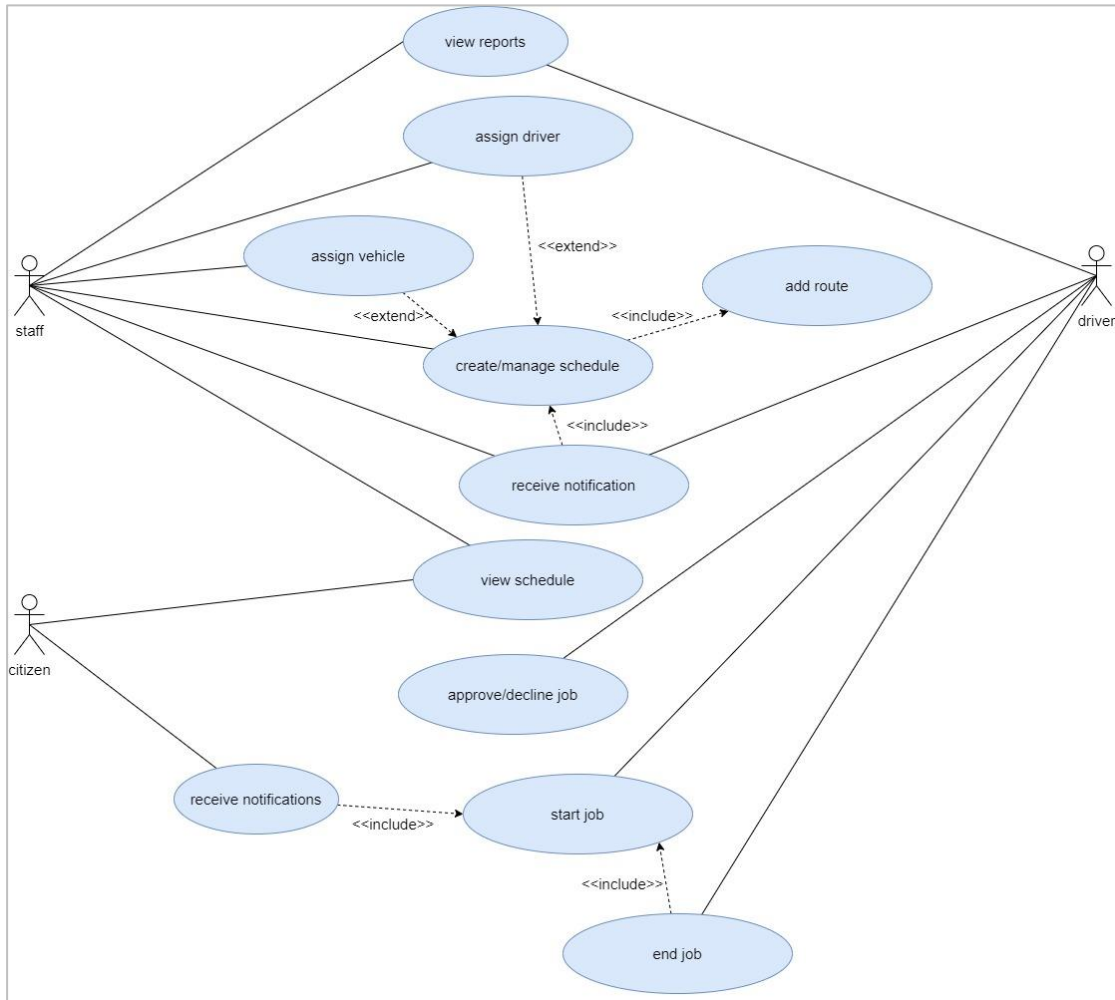 view reports
assign driver
assign vehicle
<<extend>>
staff
add route
driver
<<extend>>
<<include>>
create/manage schedule
<<include>>
receive notification
view schedule
citizen
approve/decline job
receive notifications
<<include>>
start job
<<include>>
end job